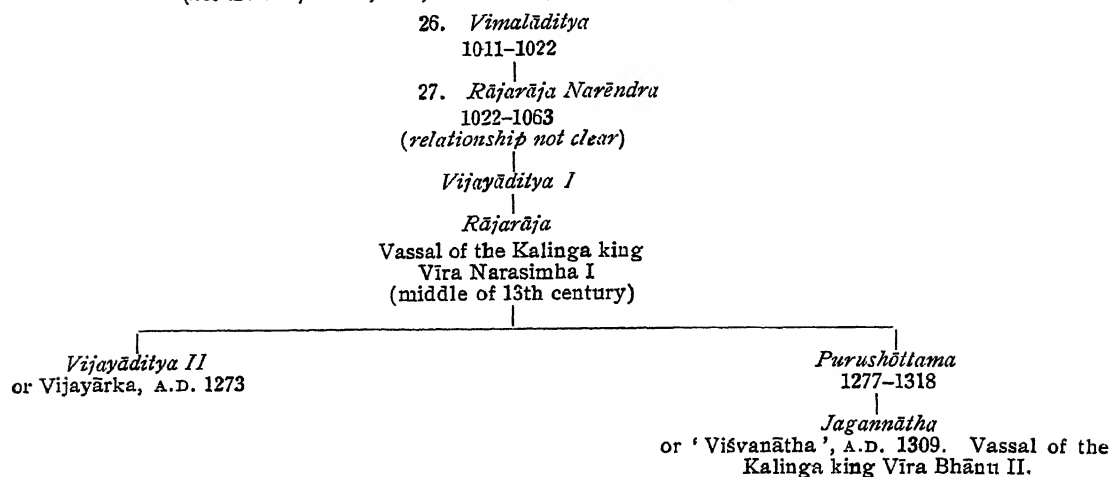 26. Vimalāditya
1011–1022
27. Rājarāja Narēndra
1022–1063
(relationship not clear)
Vijayāditya I
Rājarāja
Vassal of the Kalinga king
Vīra Narasimha I
(middle of 13th century)
Vijayāditya II
or Vijayārka, A.D. 1273
Purushōttama
1277–1318
Jagannātha
or ‘Viśvanātha’, A.D. 1309. Vassal of the
Kalinga king Vīra Bhānu II.